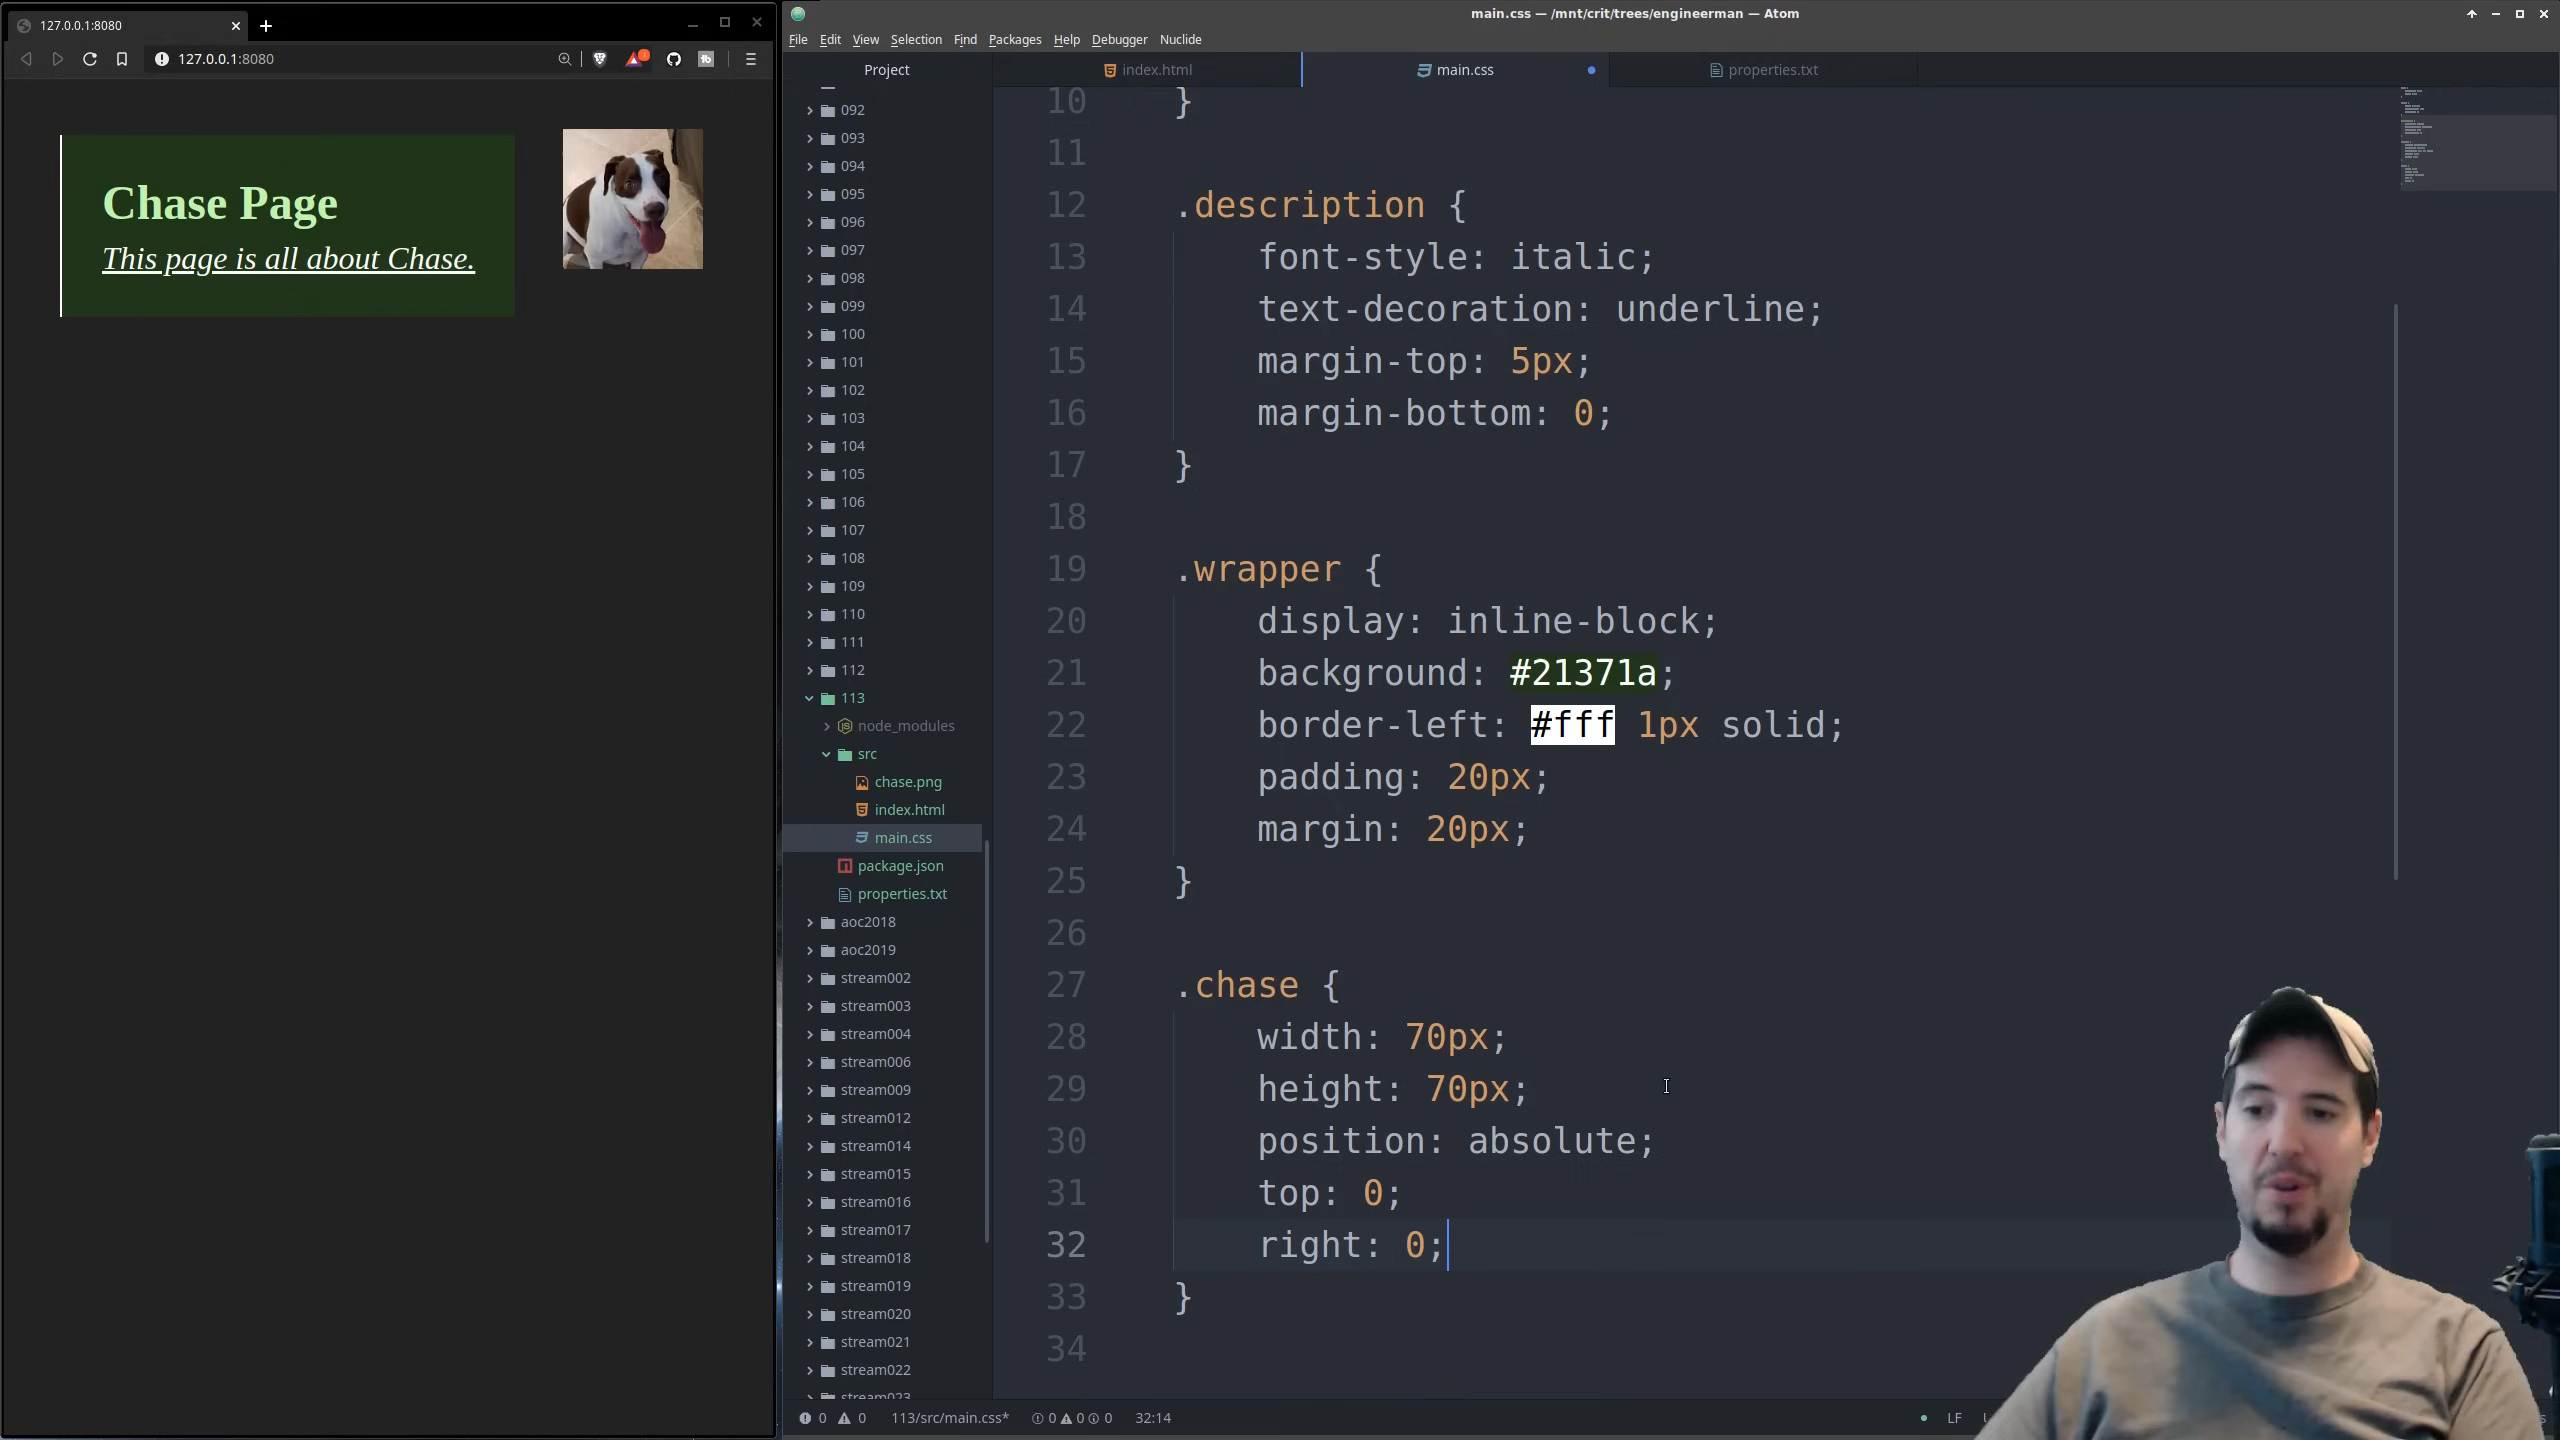 127.0.0.1:8080
127.0.0.1:8080
Chase Page
This page is all about Chase.
main.css — /mnt/crit/trees/engineerman — Atom
File Edit View Selection Find Packages Help Debugger Nuclide
Project
index.html
main.css
properties.txt
092
093
094
095
096
097
098
099
100
101
102
103
104
105
106
107
108
109
110
111
112
113
node_modules
src
chase.png
index.html
main.css
package.json
properties.txt
aoc2018
aoc2019
stream002
stream003
stream004
stream006
stream009
stream012
stream014
stream015
stream016
stream017
stream018
stream019
stream020
stream021
stream022
stream023
10 }
11
12 .description {
13 font-style: italic;
14 text-decoration: underline;
15 margin-top: 5px;
16 margin-bottom: 0;
17 }
18
19 .wrapper {
20 display: inline-block;
21 background: #21371a;
22 border-left: #fff 1px solid;
23 padding: 20px;
24 margin: 20px;
25 }
26
27 .chase {
28 width: 70px;
29 height: 70px;
30 position: absolute;
31 top: 0;
32 right: 0;
33 }
34
0 0 113/src/main.css* 0 0 0 32:14
LF